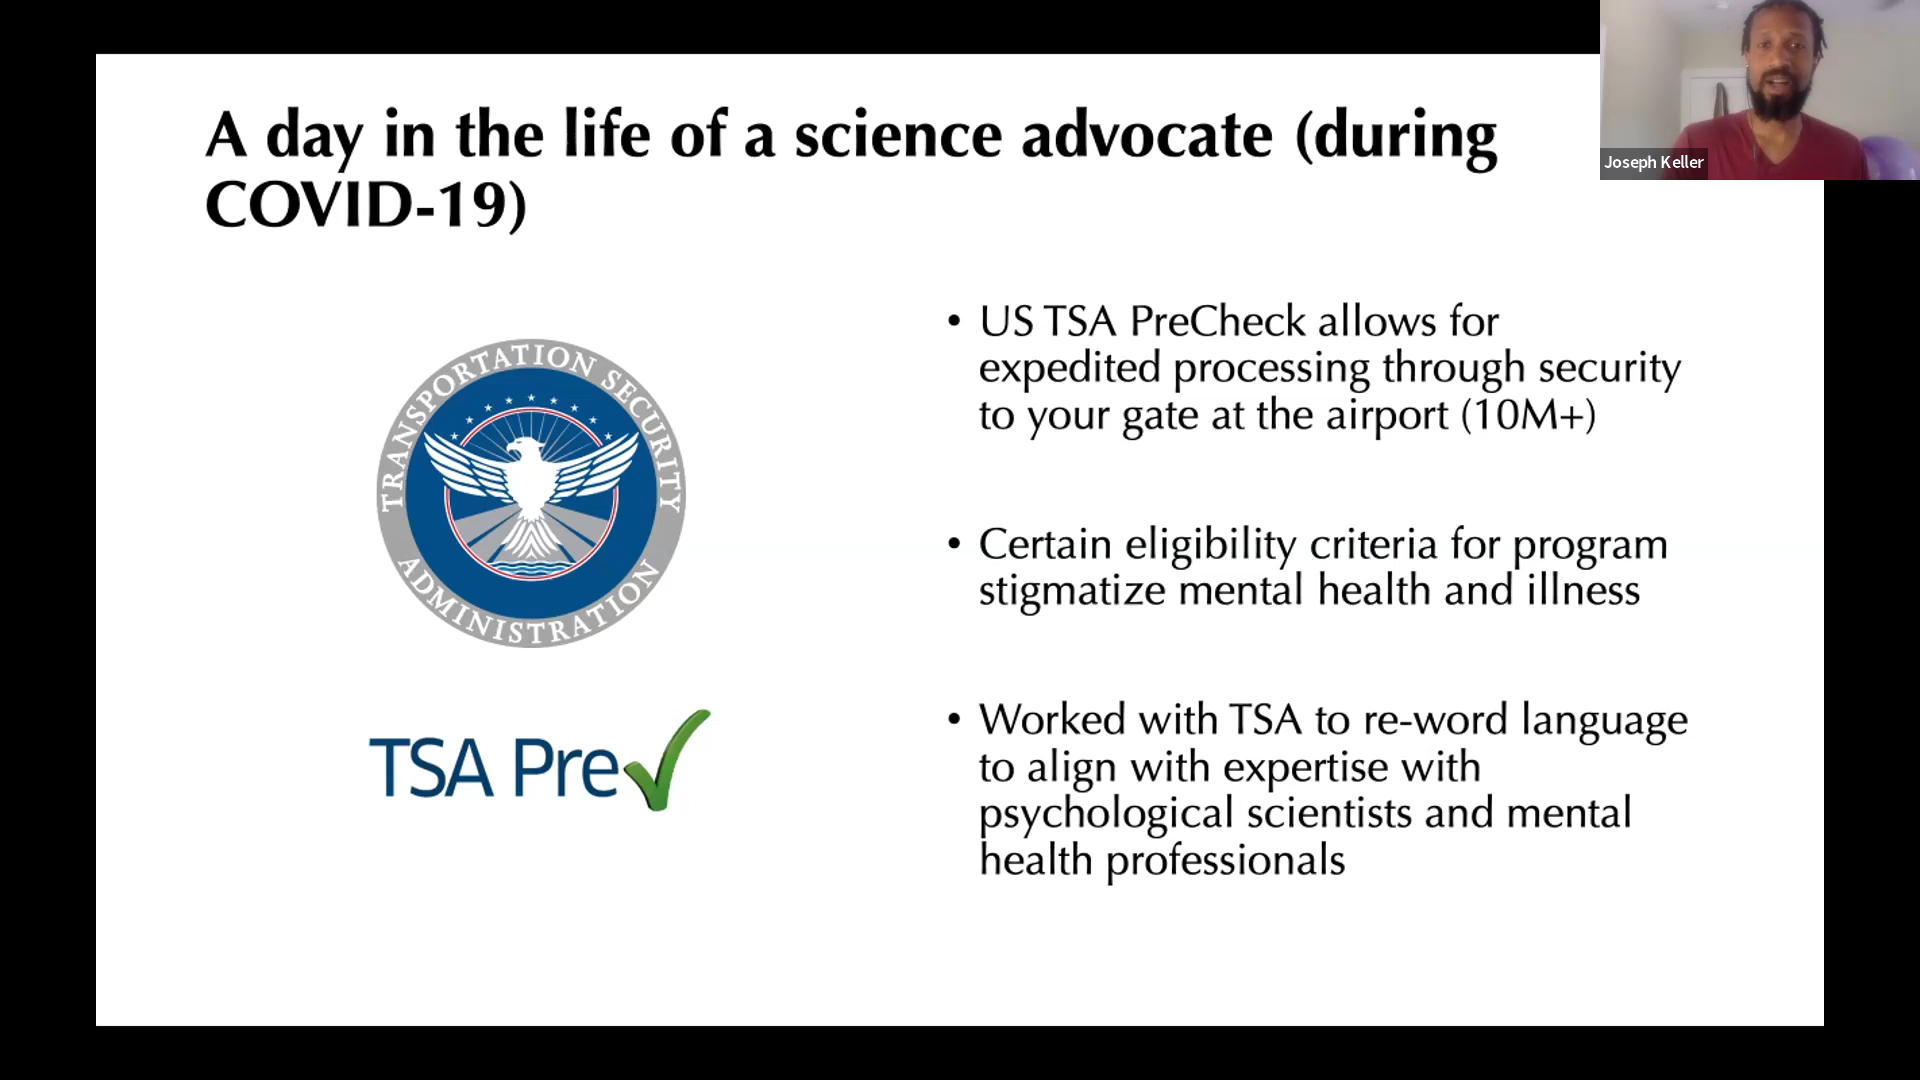 A day in the life of a science advocate (during
COVID-19)
Joseph Keller
TRANSPORTATION SECURITY
ADMINISTRATION
TSA Pre
• US TSA PreCheck allows for
expedited processing through security
to your gate at the airport (10M+)
• Certain eligibility criteria for program
stigmatize mental health and illness
• Worked with TSA to re-word language
to align with expertise with
psychological scientists and mental
health professionals